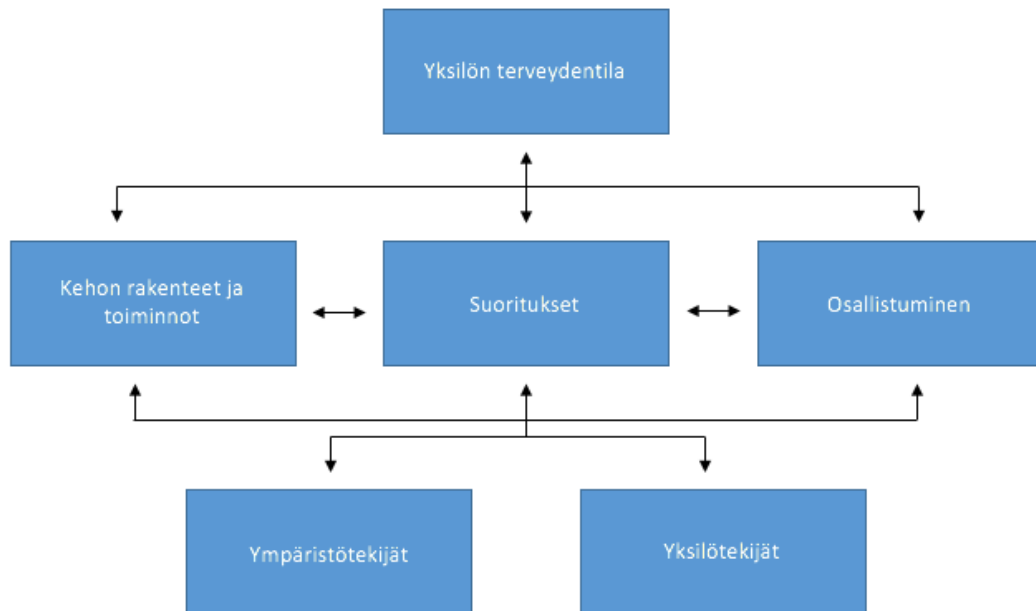 Yksilön terveydentila
Kehon rakenteet ja
toiminnot
Suoritukset
Osallistuminen
Ympäristötekijät
Yksilötekijät